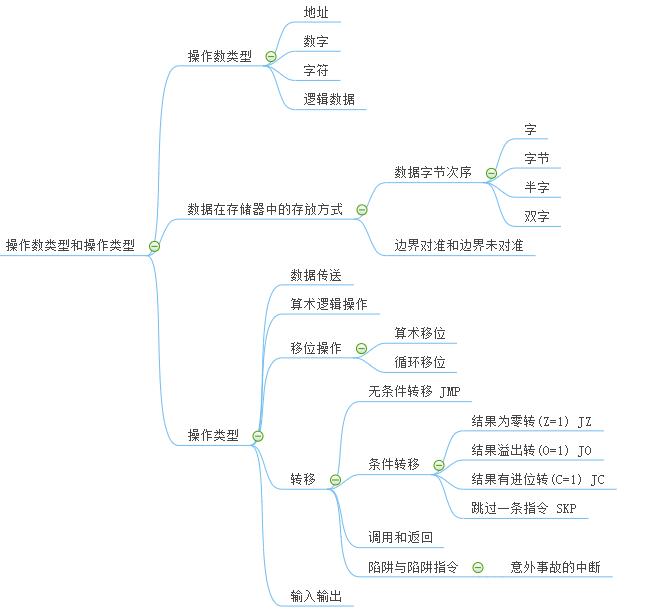 操作数类型和操作类型
操作数类型
地址
数字
字符
逻辑数据
数据在存储器中的存放方式
数据字节次序
字
字节
半字
双字
边界对准和边界未对准
操作类型
数据传送
算术逻辑操作
移位操作
算术移位
循环移位
转移
无条件转移 JMP
条件转移
结果为零转(Z=1) JZ
结果溢出转(O=1) JO
结果有进位转(C=1) JC
跳过一条指令 SKP
调用和返回
陷阱与陷阱指令
意外事故的中断
输入输出